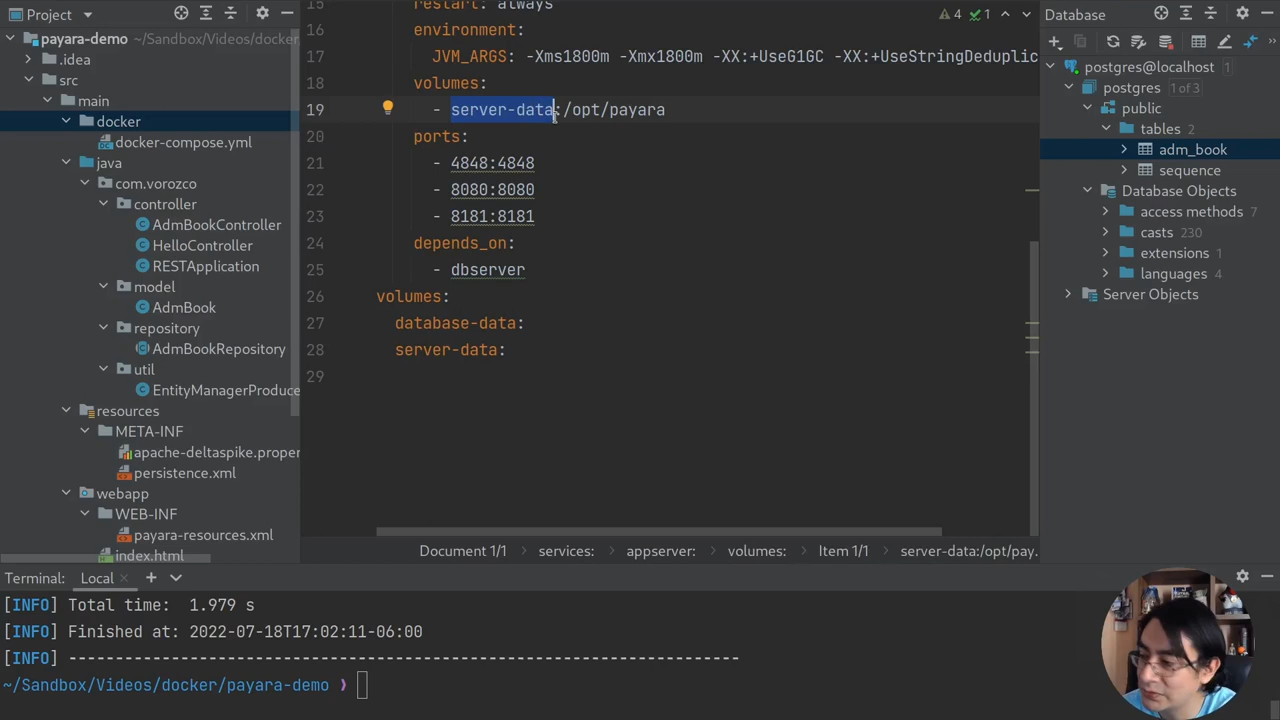 Project
payara-demo ~/Sandbox/Videos/docker
.idea
src
main
docker
docker-compose.yml
java
com.vorozco
controller
AdmBookController
HelloController
RESTApplication
model
AdmBook
repository
AdmBookRepository
util
EntityManagerProduce
resources
META-INF
apache-deltaspike.proper
persistence.xml
webapp
WEB-INF
payara-resources.xml
index.html
15 restart: always
16 environment:
17 JVM_ARGS: -Xms1800m -Xmx1800m -XX:+UseG1GC -XX:+UseStringDeduplic
18 volumes:
19 - server-data:/opt/payara
20 ports:
21 - 4848:4848
22 - 8080:8080
23 - 8181:8181
24 depends_on:
25 - dbserver
26 volumes:
27 database-data:
28 server-data:
29
4 1
Document 1/1 services: appserver: volumes: Item 1/1 server-data:/opt/pay.
Database
postgres@localhost 1
postgres 1 of 3
public
tables 2
adm_book
sequence
Database Objects
access methods 7
casts 230
extensions 1
languages 4
Server Objects
Terminal: Local
[INFO] Total time: 1.979 s
[INFO] Finished at: 2022-07-18T17:02:11-06:00
[INFO] ------------------------------------------------------------------------
~/Sandbox/Videos/docker/payara-demo ❯